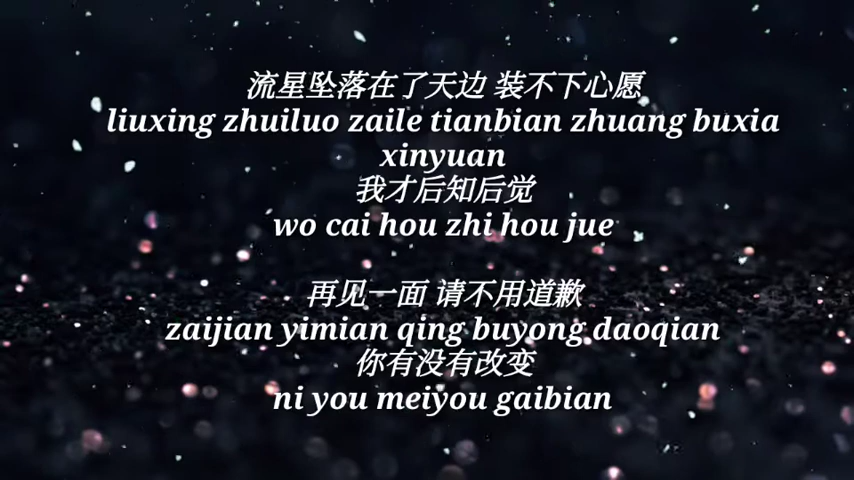 流星坠落在了天边 装不下心愿
liuxing zhuiluo zaile tianbian zhuang buxia
xinyuan
我才后知后觉
wo cai hou zhi hou jue
再见一面 请不用道歉
zaijian yimian qing buyong daoqian
你有没有改变
ni you meiyou gaibian